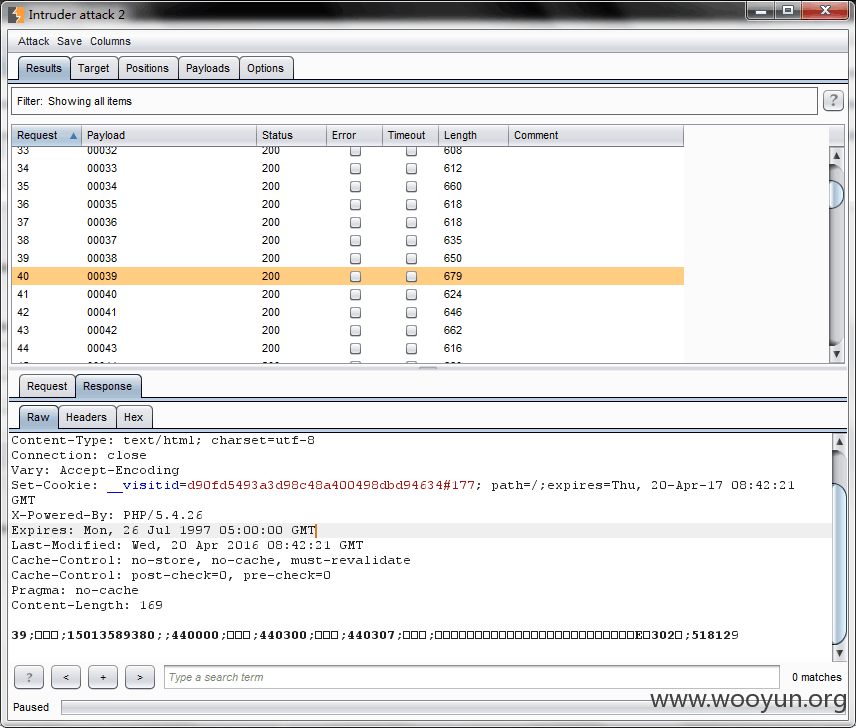 Intruder attack 2
Attack Save Columns
Results Target Positions Payloads Options
Filter: Showing all items ?
Request Payload Status Error Timeout Length Comment
33 00032 200 608
34 00033 200 612
35 00034 200 660
36 00035 200 618
37 00036 200 618
38 00037 200 635
39 00038 200 650
40 00039 200 679
41 00040 200 624
42 00041 200 646
43 00042 200 662
44 00043 200 616
Request Response
Raw Headers Hex
Content-Type: text/html; charset=utf-8
Connection: close
Vary: Accept-Encoding
Set-Cookie: __visitid=d90fd5493a3d98c48a400498dbd94634#177; path=/;expires=Thu, 20-Apr-17 08:42:21
GMT
X-Powered-By: PHP/5.4.26
Expires: Mon, 26 Jul 1997 05:00:00 GMT
Last-Modified: Wed, 20 Apr 2016 08:42:21 GMT
Cache-Control: no-store, no-cache, must-revalidate
Cache-Control: post-check=0, pre-check=0
Pragma: no-cache
Content-Length: 169
39;□□□;15013589380;;440000;□□□;440300;□□□;440307;□□□;□□□□□□□□□□□□□□□□□□□□□□□□□E□302□;518129
? < + > Type a search term 0 matches
Paused
www.wooyun.org